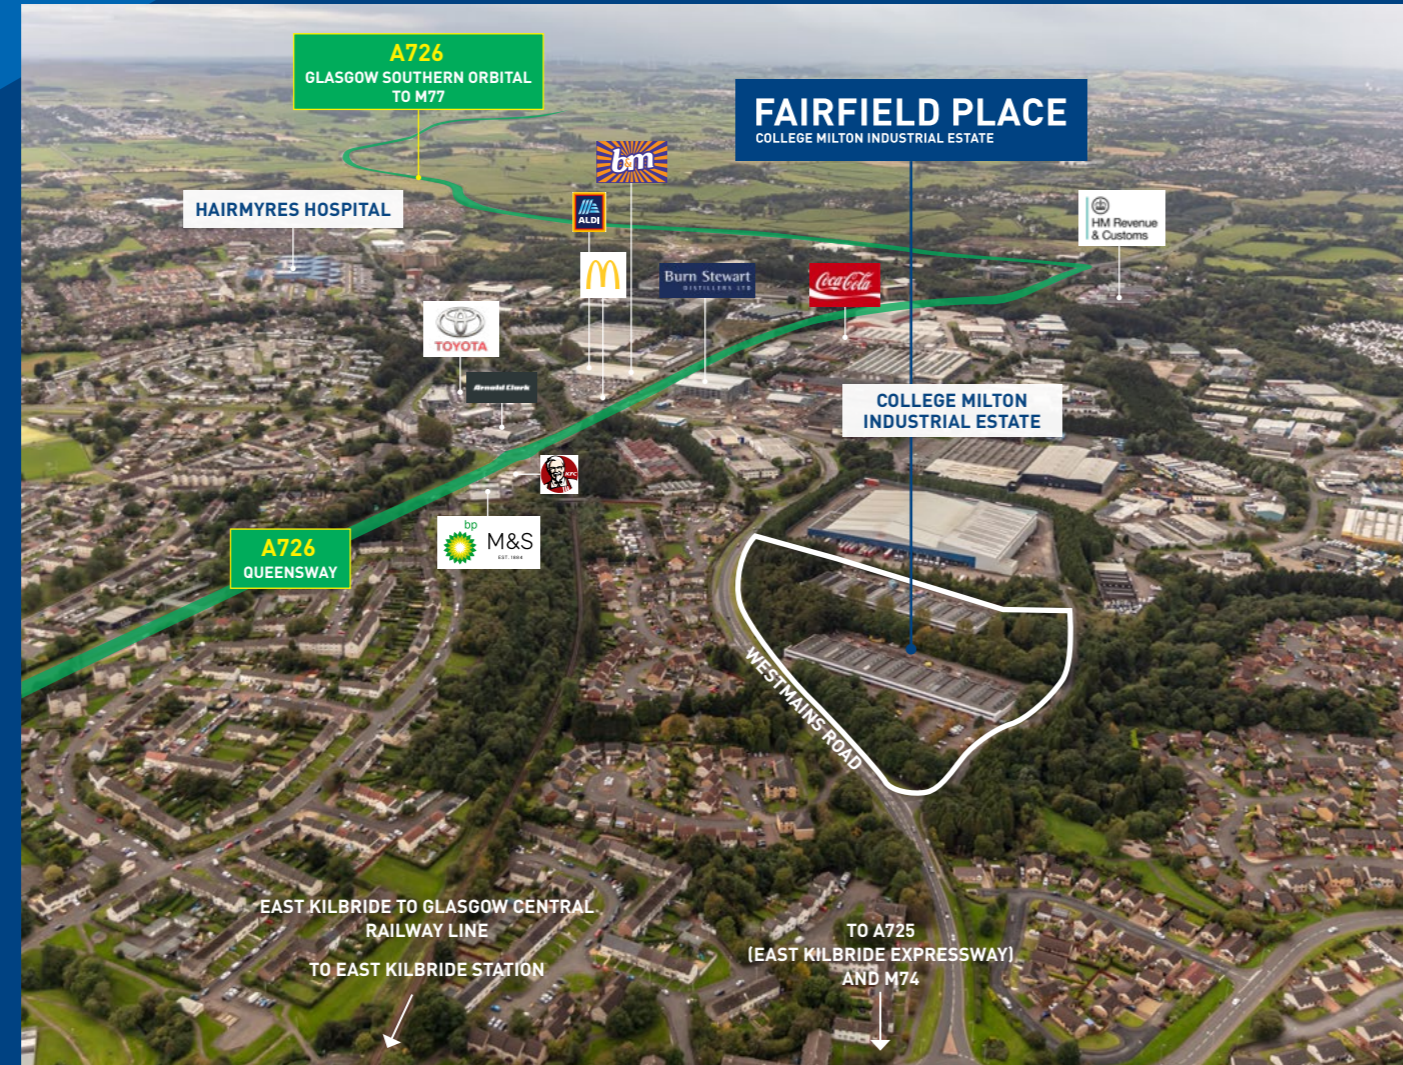 A726
GLASGOW SOUTHERN ORBITAL
TO M77
FAIRFIELD PLACE
COLLEGE MILTON INDUSTRIAL ESTATE
bm
HAIRMYRES HOSPITAL
ALDI
HM Revenue
& Customs
Burn Stewart
DISTILLERS LTD
Coca-Cola
TOYOTA
Arnold Clark
COLLEGE MILTON
INDUSTRIAL ESTATE
KFC
bp
M&S
EST. 1884
A726
QUEENSWAY
WESTMAINS ROAD
EAST KILBRIDE TO GLASGOW CENTRAL
RAILWAY LINE
TO EAST KILBRIDE STATION
TO A725
(EAST KILBRIDE EXPRESSWAY)
AND M74